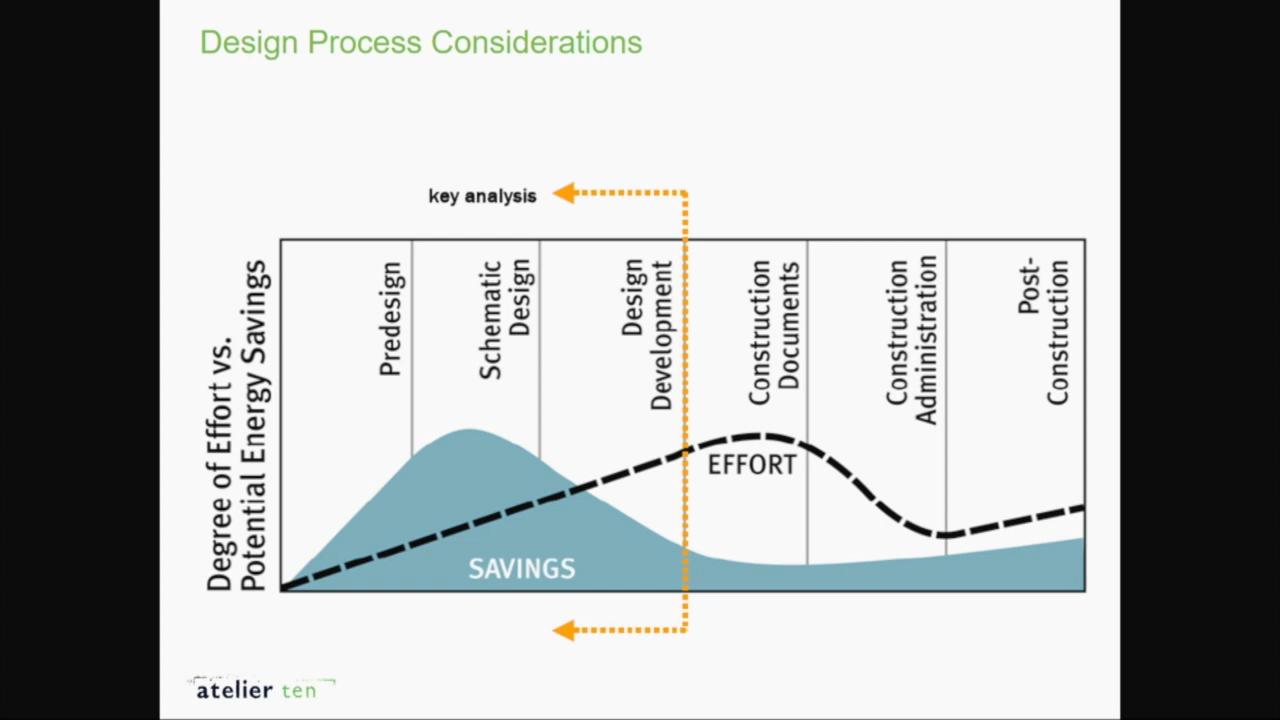 Design Process Considerations
key analysis
Degree of Effort vs.
Potential Energy Savings
Predesign
Schematic
Design
Design
Development
Construction
Documents
Construction
Administration
Post-
Construction
EFFORT
SAVINGS
atelier ten